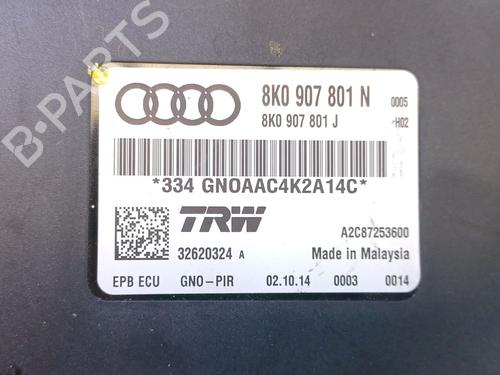 B-PARTS
8K0 907 801 N 0005
8K0 907 801 J H02
*334 GNOAAC4K2A14C*
TRW
A2C87253600
32620324 A Made in Malaysia
EPB ECU GNO-PIR 02.10.14 0003 0014